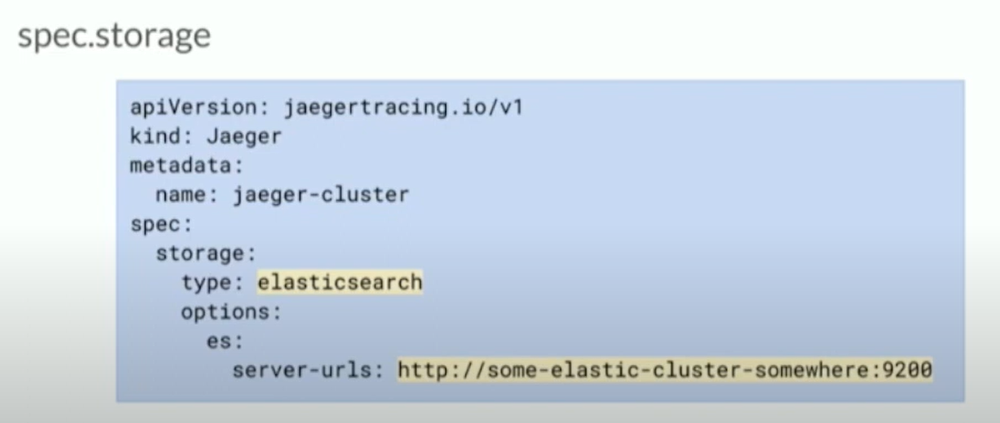 spec.storage
apiVersion: jaegertracing.io/v1
kind: Jaeger
metadata:
  name: jaeger-cluster
spec:
  storage:
    type: elasticsearch
    options:
      es:
        server-urls: http://some-elastic-cluster-somewhere:9200